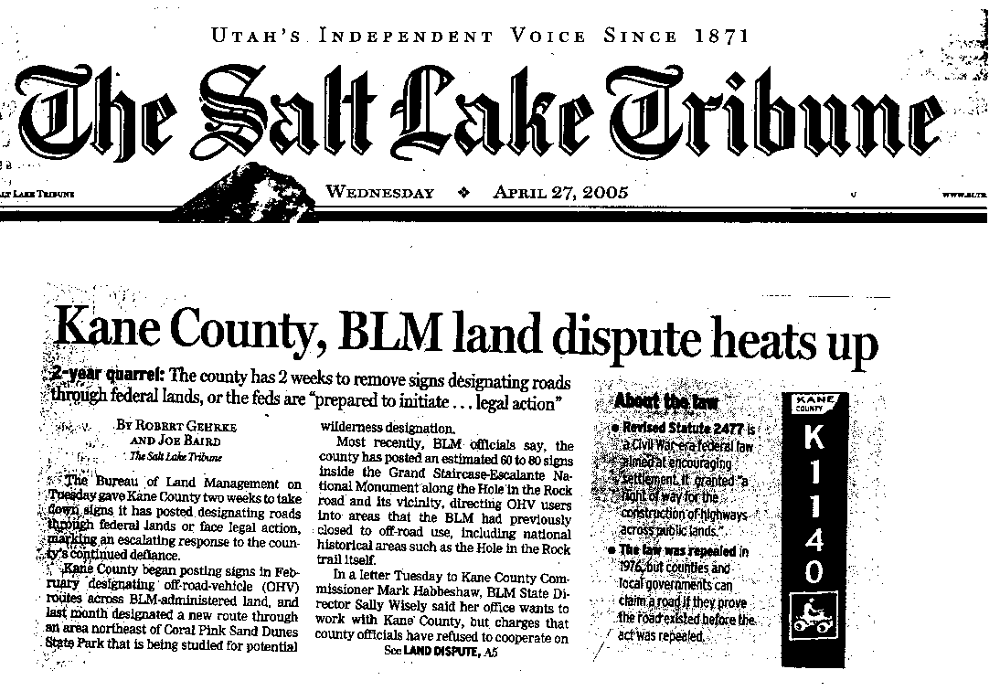 UTAH'S INDEPENDENT VOICE SINCE 1871
The Salt Lake Tribune
LAKE TRIBUNE
WEDNESDAY ❖ APRIL 27, 2005
Kane County, BLM land dispute heats up
2-year quarrel: The county has 2 weeks to remove signs designating roads
through federal lands, or the feds are “prepared to initiate . . . legal action”
BY ROBERT GEHRKE
AND JOE BAIRD
The Salt Lake Tribune
The Bureau of Land Management on
Tuesday gave Kane County two weeks to take
down signs it has posted designating roads
through federal lands or face legal action,
marking an escalating response to the coun-
ty's continued defiance.
Kane County began posting signs in Feb-
ruary designating off-road-vehicle (OHV)
routes across BLM-administered land, and
last month designated a new route through
an area northeast of Coral Pink Sand Dunes
State Park that is being studied for potential
wilderness designation.
Most recently, BLM officials say, the
county has posted an estimated 60 to 80 signs
inside the Grand Staircase-Escalante Na-
tional Monument along the Hole in the Rock
road and its vicinity, directing OHV users
into areas that the BLM had previously
closed to off-road use, including national
historical areas such as the Hole in the Rock
trail itself.
In a letter Tuesday to Kane County Com-
missioner Mark Habbeshaw, BLM State Di-
rector Sally Wisely said her office wants to
work with Kane County, but charges that
county officials have refused to cooperate on
See LAND DISPUTE, A5
About the law
● Revised Statute 2477 is
a Civil War-era federal law
aimed at encouraging
settlement. It granted “a
right of way for the
construction of highways
across public lands.”
● The law was repealed in
1976, but counties and
local governments can
claim a road if they prove
the road existed before the
act was repealed.
KANE
COUNTY
K
1
1
4
0